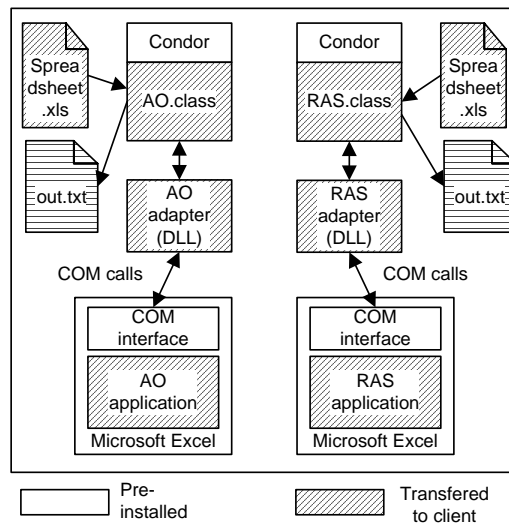 Sprea
dsheet
.xls
Condor
AO.class
out.txt
AO
adapter
(DLL)
COM calls
COM
interface
AO
application
Microsoft Excel
Condor
RAS.class
Sprea
dsheet
.xls
out.txt
RAS
adapter
(DLL)
COM calls
COM
interface
RAS
application
Microsoft Excel
Pre-
installed
Transfered
to client